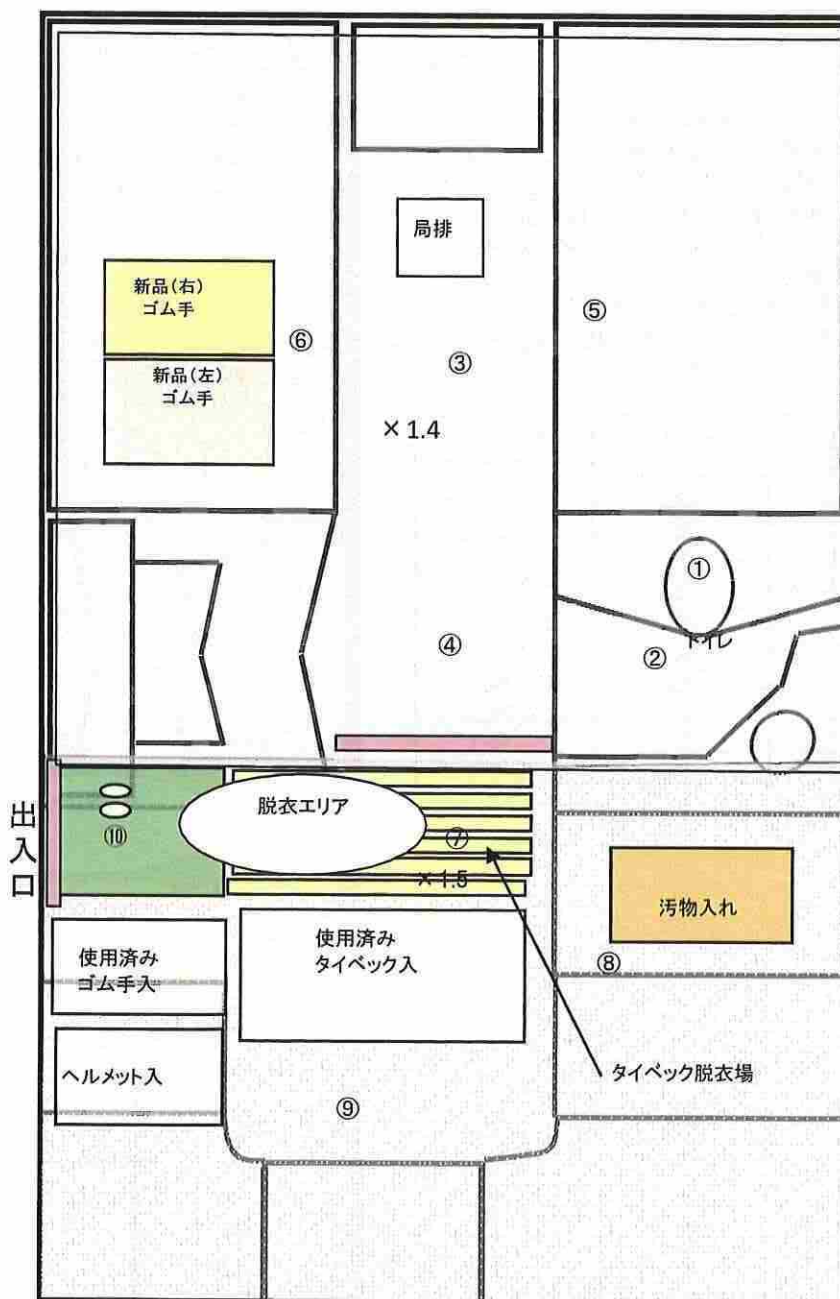 局排
新品(右)
ゴム手
⑥
新品(左)
ゴム手
③
⑤
×1.4
①
トイレ
②
④
出入口
⑩
脱衣エリア
⑦
×1.5
汚物入れ
使用済み
ゴム手入
使用済み
タイベック入
⑧
ヘルメット入
タイベック脱衣場
⑨